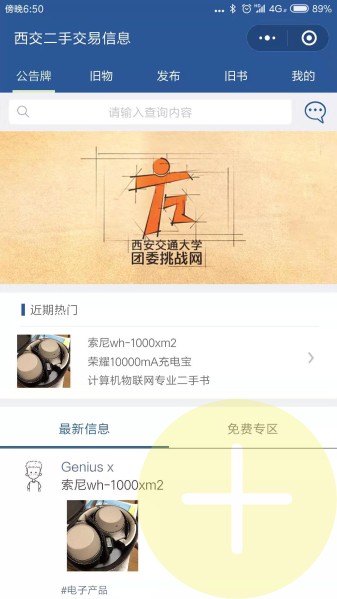 傍晚6:50
4G
89%
西交二手交易信息
公告牌 旧物 发布 旧书 我的
请输入查询内容
西安交通大学
团委挑战网
近期热门
索尼wh-1000xm2
荣耀10000mA充电宝
计算机物联网专业二手书
最新信息 免费专区
Genius x
索尼wh-1000xm2
#电子产品